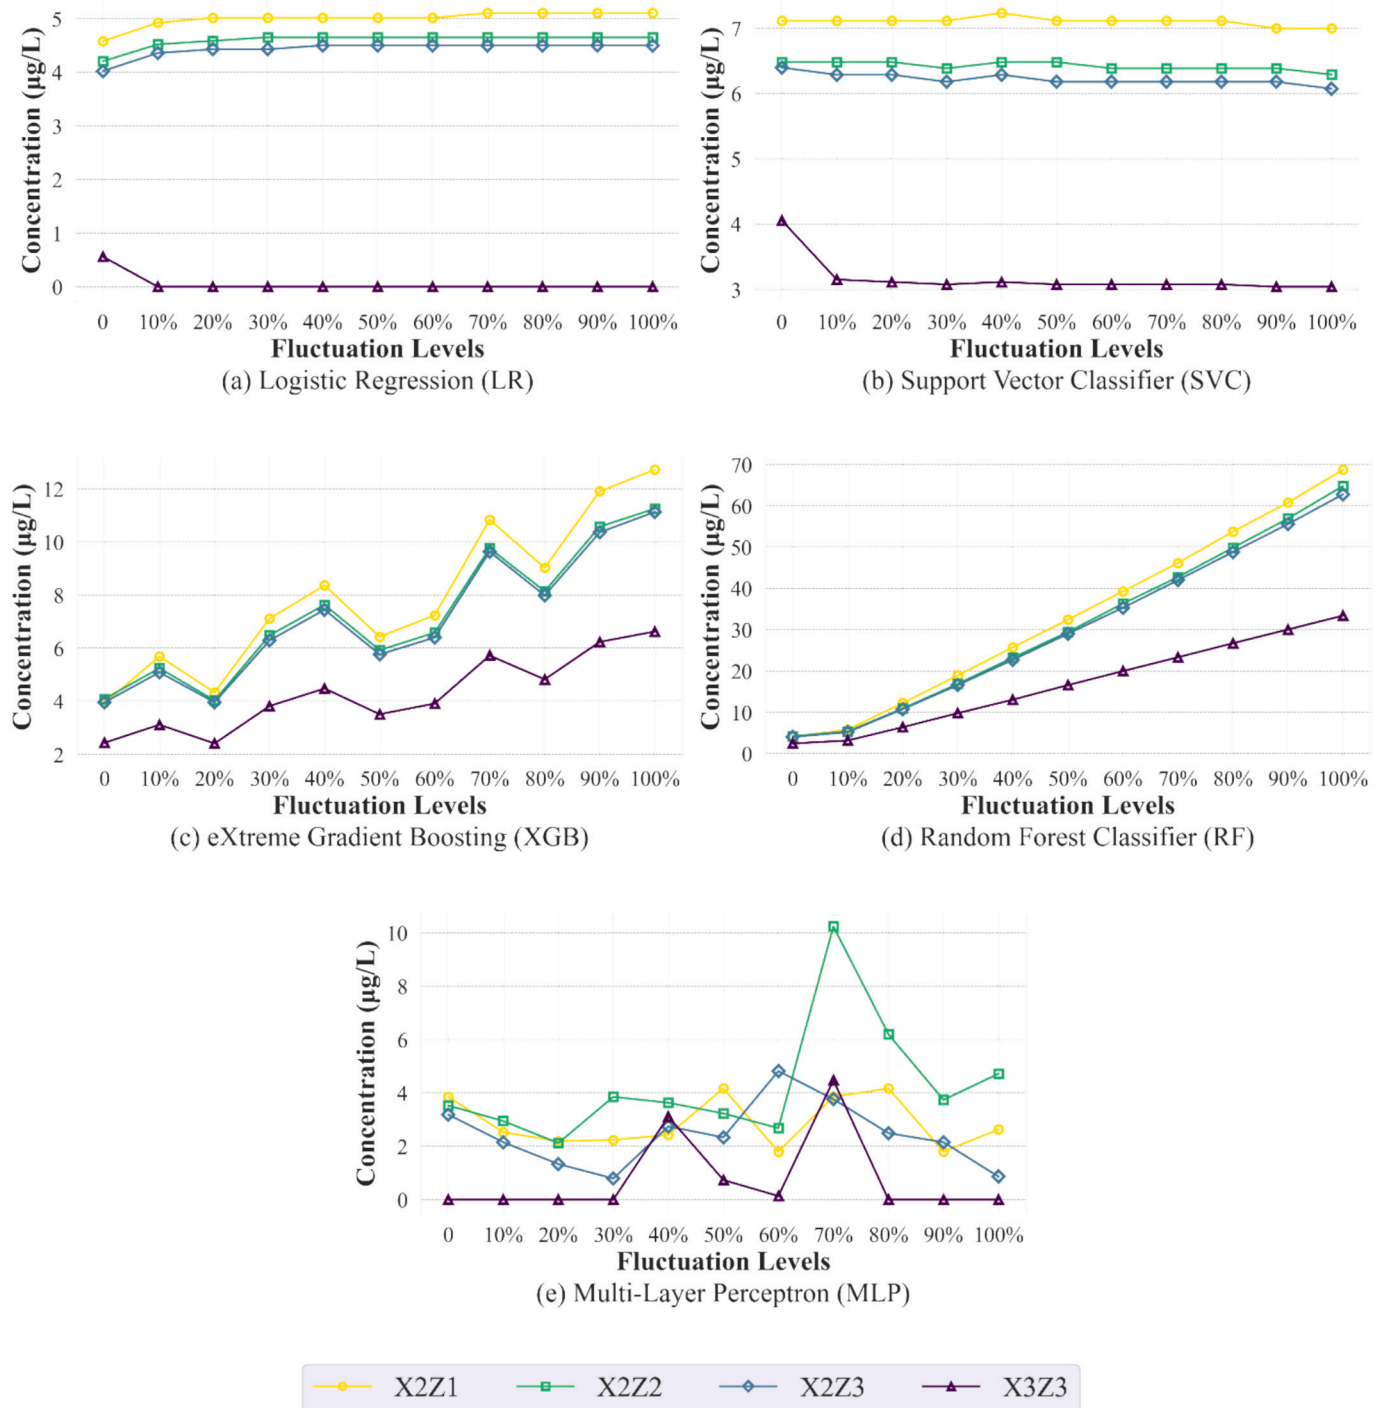 5
4
3
2
1
0
Concentration (μg/L)
0 10% 20% 30% 40% 50% 60% 70% 80% 90% 100%
Fluctuation Levels
(a) Logistic Regression (LR)
7
6
5
4
3
Concentration (μg/L)
0 10% 20% 30% 40% 50% 60% 70% 80% 90% 100%
Fluctuation Levels
(b) Support Vector Classifier (SVC)
12
10
8
6
4
2
Concentration (μg/L)
0 10% 20% 30% 40% 50% 60% 70% 80% 90% 100%
Fluctuation Levels
(c) eXtreme Gradient Boosting (XGB)
70
60
50
40
30
20
10
0
Concentration (μg/L)
0 10% 20% 30% 40% 50% 60% 70% 80% 90% 100%
Fluctuation Levels
(d) Random Forest Classifier (RF)
10
8
6
4
2
0
Concentration (μg/L)
0 10% 20% 30% 40% 50% 60% 70% 80% 90% 100%
Fluctuation Levels
(e) Multi-Layer Perceptron (MLP)
X2Z1 X2Z2 X2Z3 X3Z3